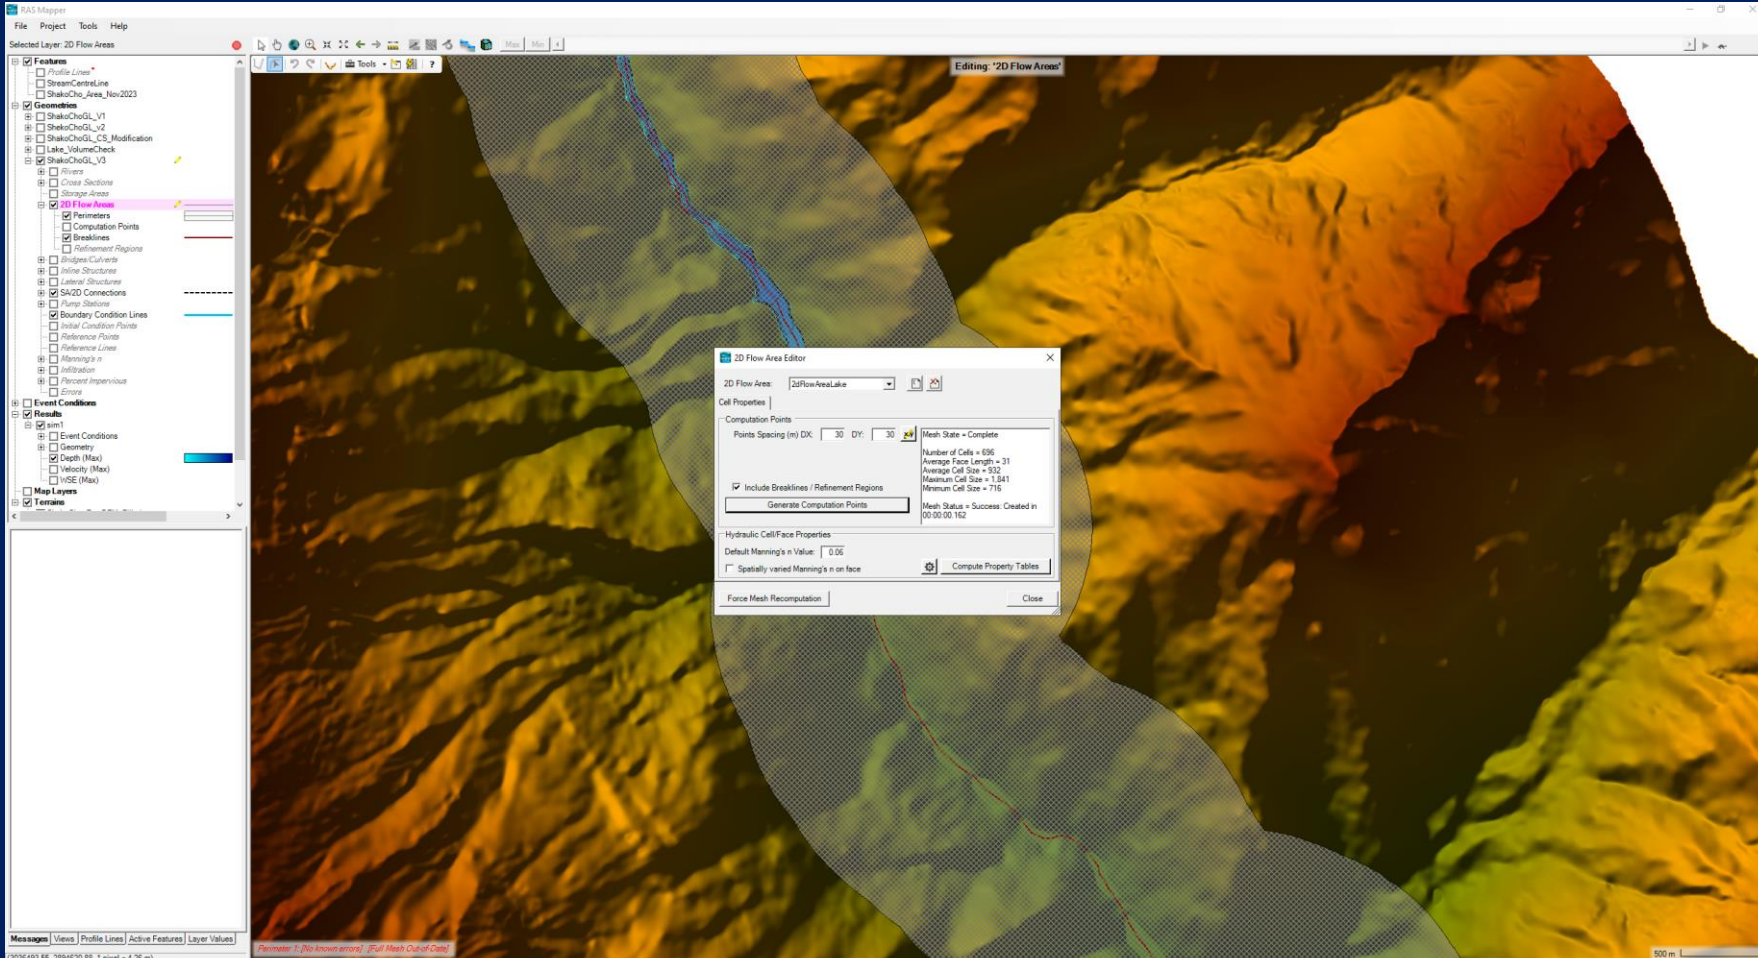 RAS Mapper
File Project Tools Help
Selected Layer: 2D Flow Areas
Max Min
Tools ?
Editing: '2D Flow Areas'
Features
Profile Lines *
StreamCentreLine
ShakoCho_Area_Nov2023
Geometries
ShakoChoGL_V1
ShekoChoGL_v2
ShakoChoGL_CS_Modification
Lake_VolumeCheck
ShakoChoGL_V3
Rivers
Cross Sections
Storage Areas
2D Flow Areas
Perimeters
Computation Points
Breaklines
Refinement Regions
Bridges/Culverts
Inline Structures
Lateral Structures
SA/2D Connections
Pump Stations
Boundary Condition Lines
Initial Condition Points
Reference Points
Reference Lines
Manning's n
Infiltration
Percent Impervious
Errors
Event Conditions
Results
sim1
Event Conditions
Geometry
Depth (Max)
Velocity (Max)
WSE (Max)
Map Layers
Terrains
2D Flow Area Editor
2D Flow Area: 2dFlowAreaLake
Cell Properties
Computation Points
Points Spacing (m) DX: 30 DY: 30
Mesh State = Complete
Number of Cells = 696
Average Face Length = 31
Average Cell Size = 932
Maximum Cell Size = 1,841
Minimum Cell Size = 716
Mesh Status = Success: Created in
00:00:00.162
Include Breaklines / Refinement Regions
Generate Computation Points
Hydraulic Cell/Face Properties
Default Manning's n Value: 0.06
Spatially varied Manning's n on face
Compute Property Tables
Force Mesh Recomputation
Close
Messages Views Profile Lines Active Features Layer Values
Perimeter 1: [No known errors] [Full Mesh Out-of-Date]
500 m